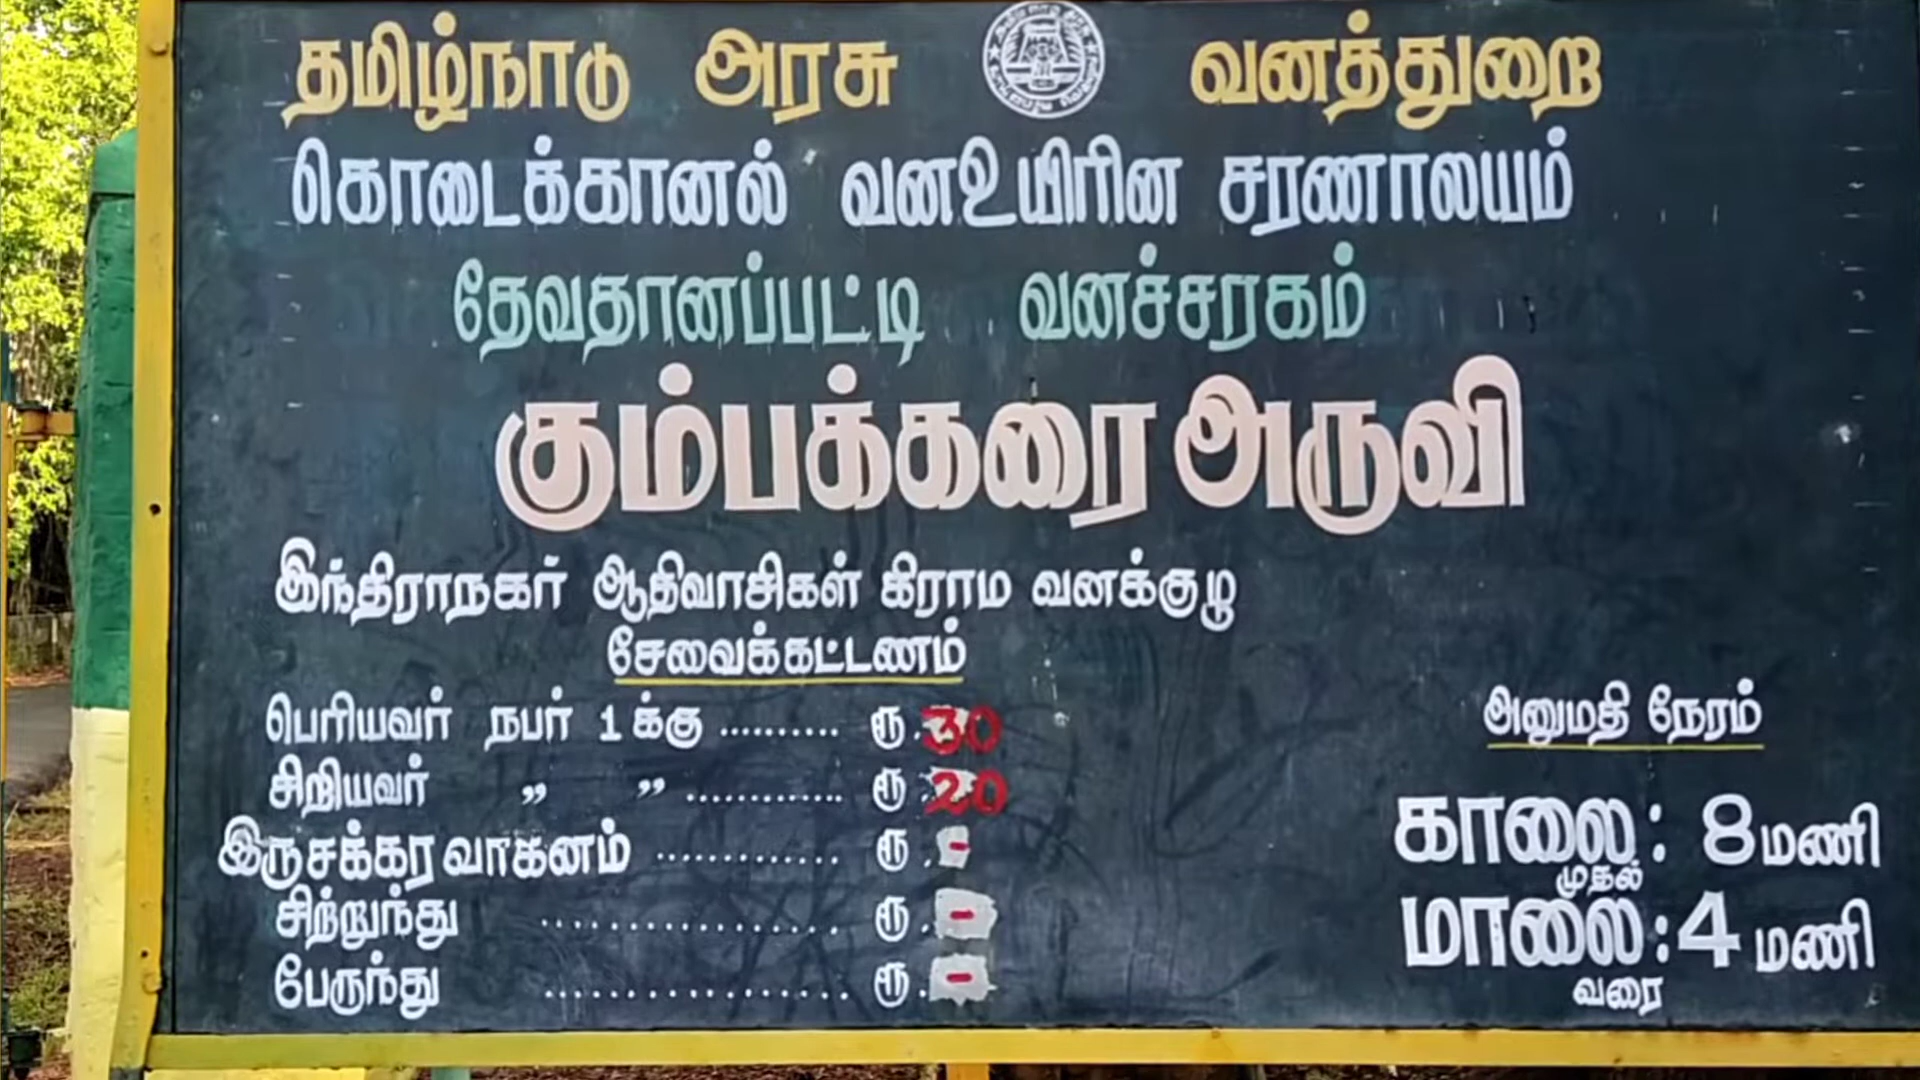 தமிழ்நாடு அரசு வனத்துறை
கொடைக்கானல் வனஉயிரின சரணாலயம்
தேவதானப்பட்டி வனச்சரகம்
கும்பக்கரை அருவி
இந்திராநகர் ஆதிவாசிகள் கிராம வனக்குழு
சேவைக்கட்டணம்
பெரியவர் நபர் 1 க்கு .......... ரூ. 30
சிறியவர் " " ............ ரூ. 20
இருசக்கர வாகனம் ............ ரூ. -
சிற்றுந்து ................ ரூ. -
பேருந்து ................ ரூ. -
அனுமதி நேரம்
காலை : 8 மணி
முதல்
மாலை : 4 மணி
வரை